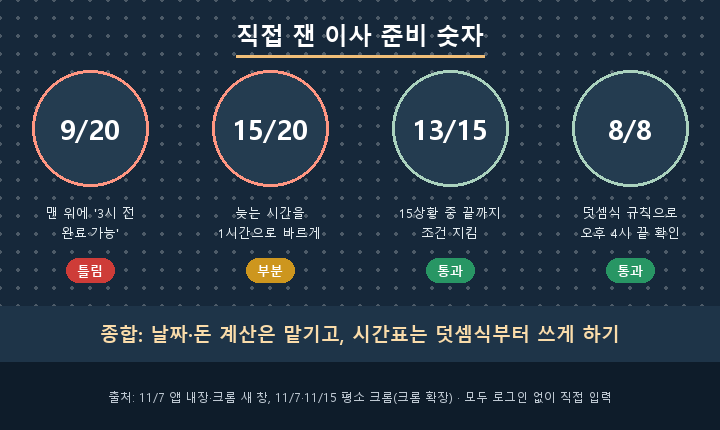 직접 잰 이사 준비 숫자
9/20
15/20
13/15
8/8
맨 위에 '3시 전
완료 가능'
늦는 시간을
1시간으로 바르게
15상황 중 끝까지
조건 지킴
덧셈식 규칙으로
오후 4시 끝 확인
틀림
부분
통과
통과
종합: 날짜·돈 계산은 맡기고, 시간표는 덧셈식부터 쓰게 하기
출처: 11/7 앱 내장·크롬 새 창, 11/7·11/15 평소 크롬(크롬 확장) · 모두 로그인 없이 직접 입력